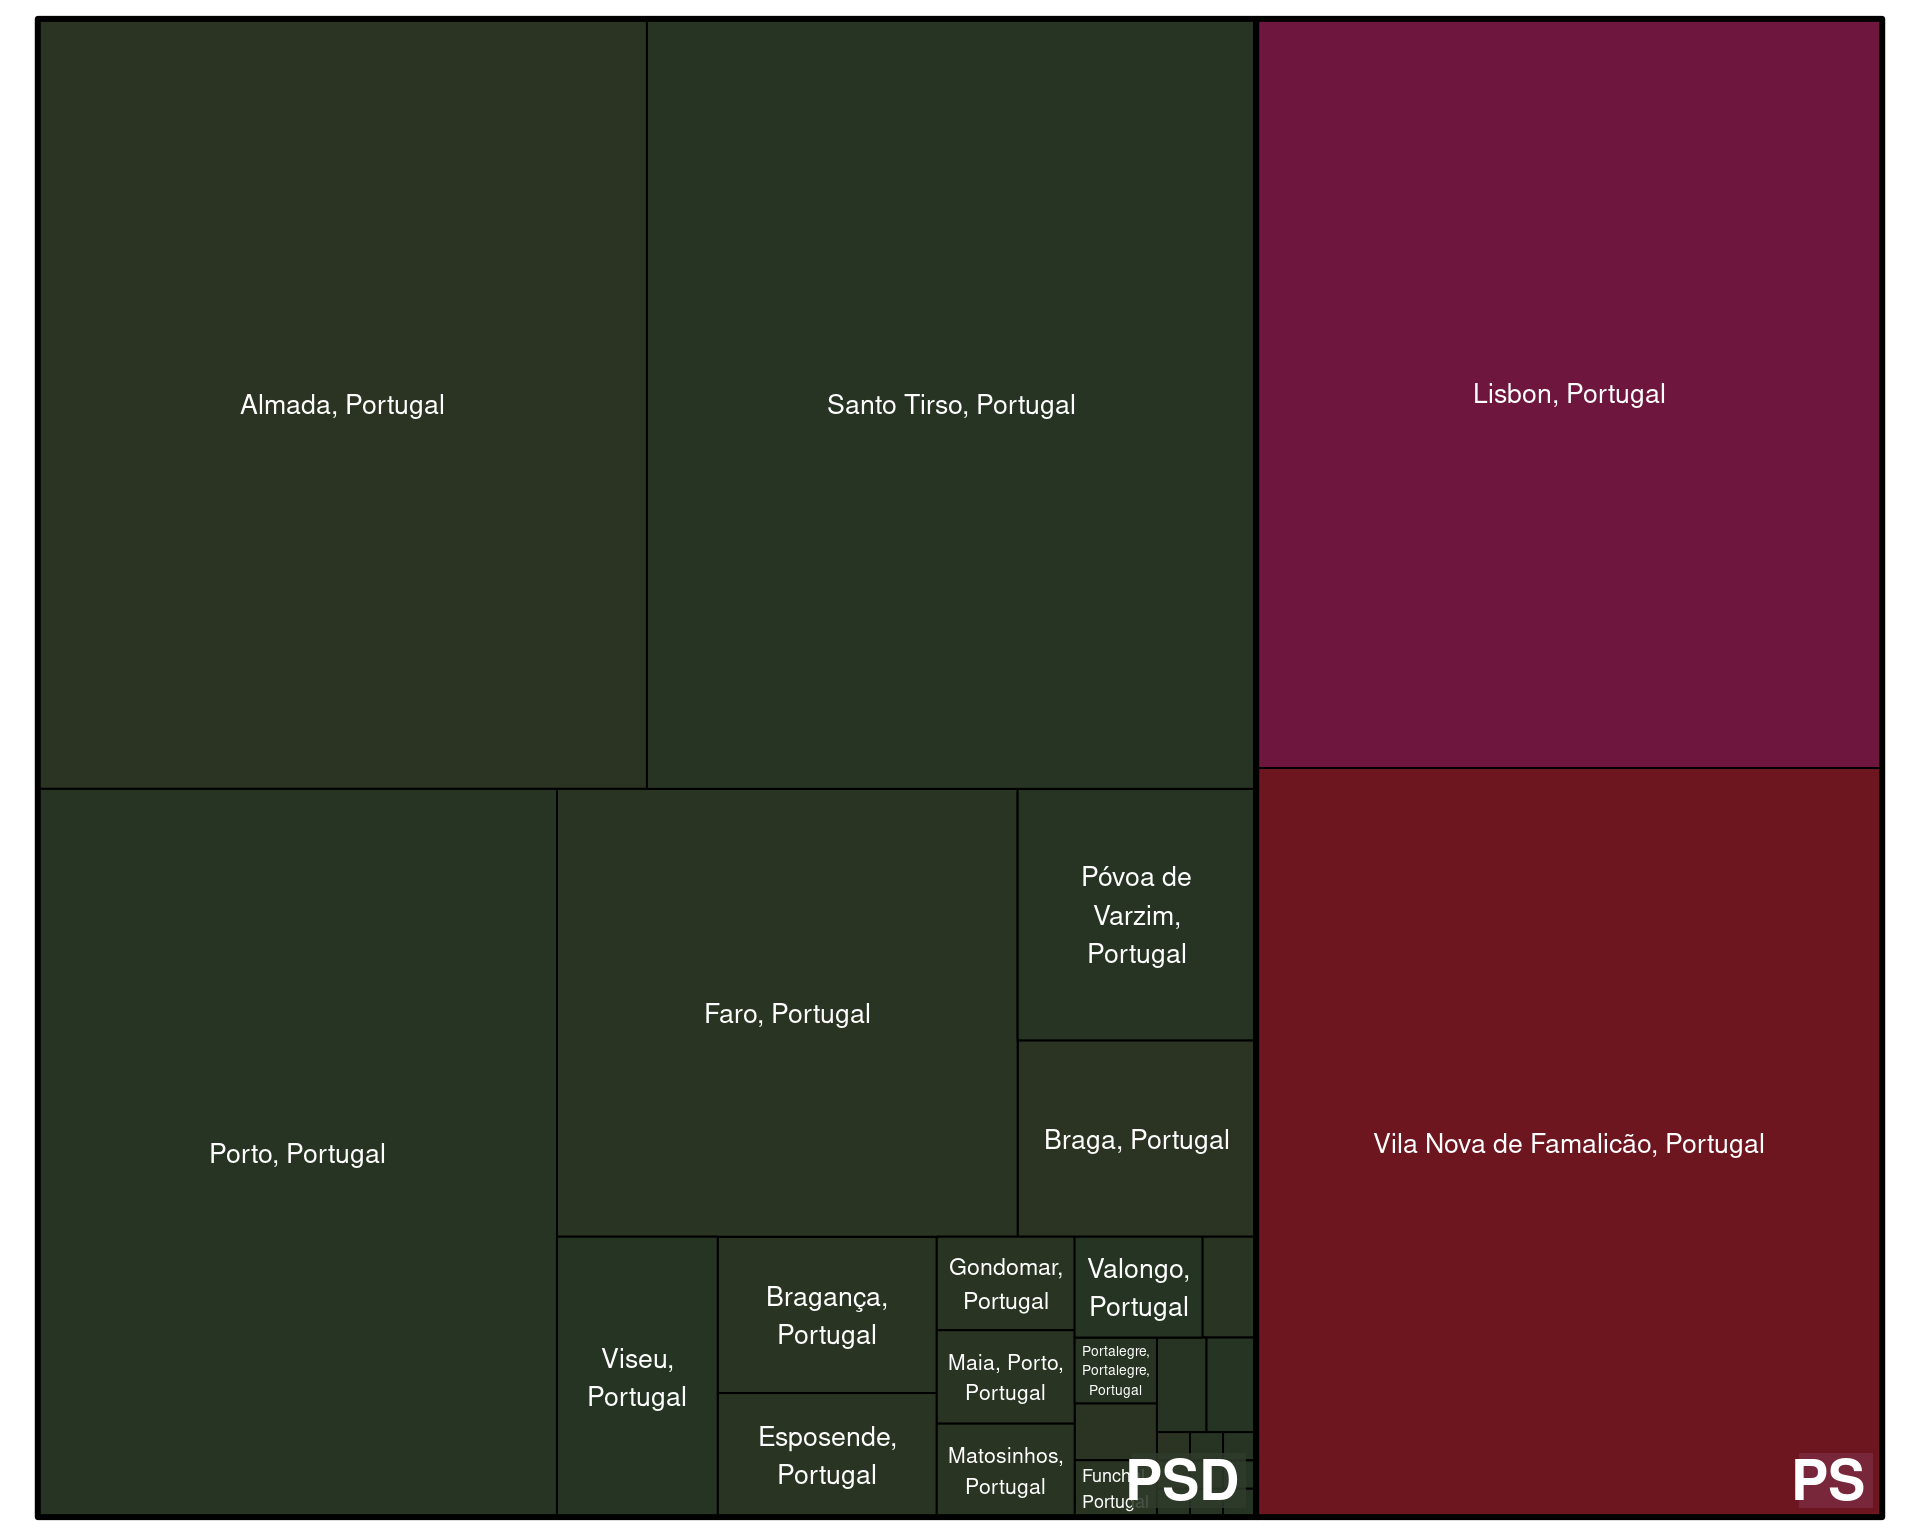 Almada, Portugal
Santo Tirso, Portugal
Lisbon, Portugal
Porto, Portugal
Faro, Portugal
Póvoa de
Varzim,
Portugal
Braga, Portugal
Vila Nova de Famalicão, Portugal
Viseu,
Portugal
Bragança,
Portugal
Esposende,
Portugal
Gondomar,
Portugal
Maia, Porto,
Portugal
Matosinhos,
Portugal
Valongo,
Portugal
Portalegre,
Portalegre,
Portugal
Portugal
PSD
PS